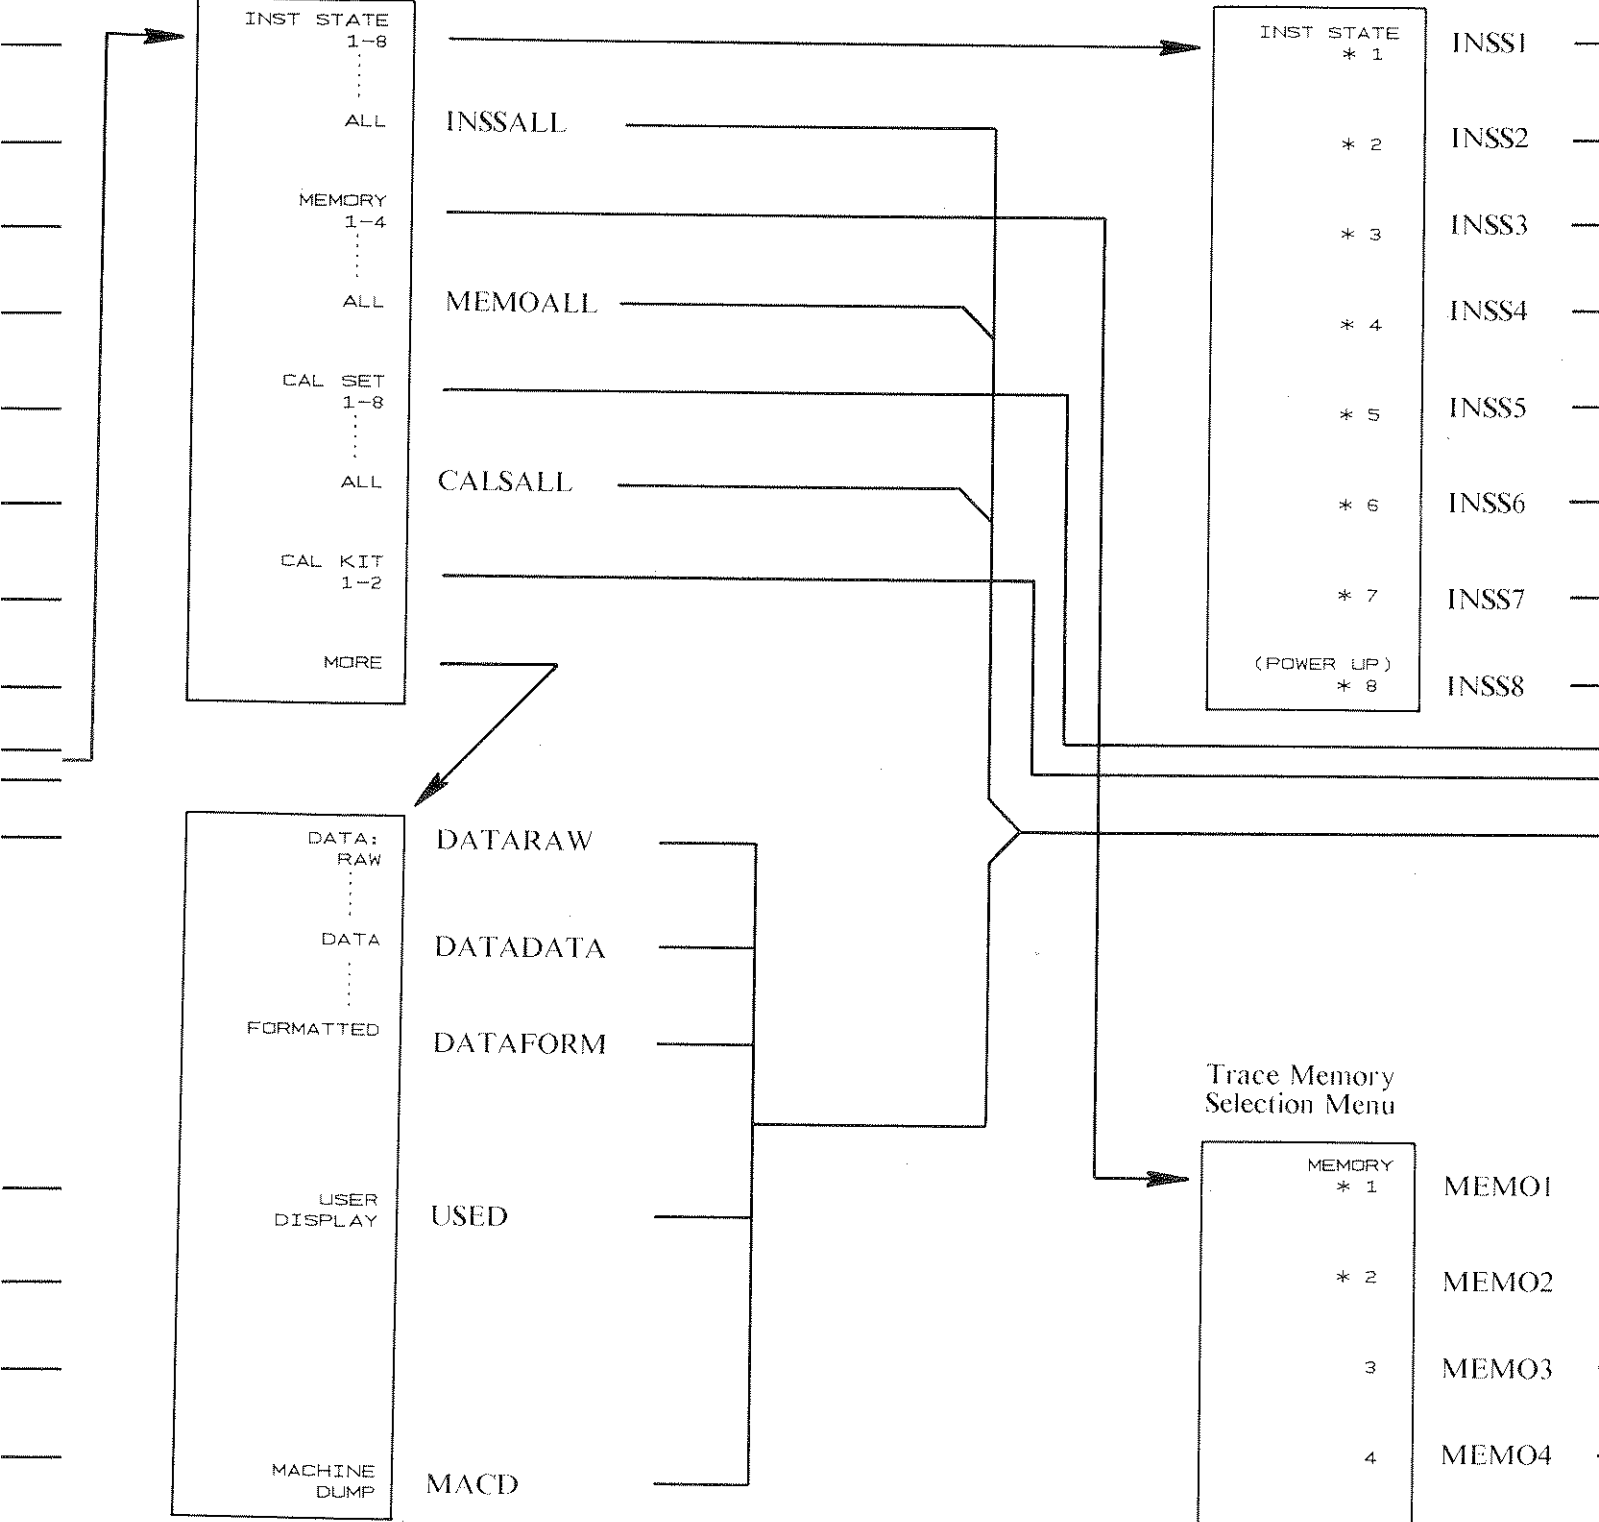 INST STATE
1-8
ALL
INSSALL
MEMORY
1-4
ALL
MEMOALL
CAL SET
1-8
ALL
CALSALL
CAL KIT
1-2
MORE
DATA:
RAW
DATARAW
DATA
DATADATA
FORMATTED
DATAFORM
USER
DISPLAY
USED
MACHINE
DUMP
MACD
INST STATE
* 1
INSS1
* 2
INSS2
* 3
INSS3
* 4
INSS4
* 5
INSS5
* 6
INSS6
* 7
INSS7
(POWER UP)
* 8
INSS8
Trace Memory
Selection Menu
MEMORY
* 1
MEMO1
* 2
MEMO2
3
MEMO3
4
MEMO4